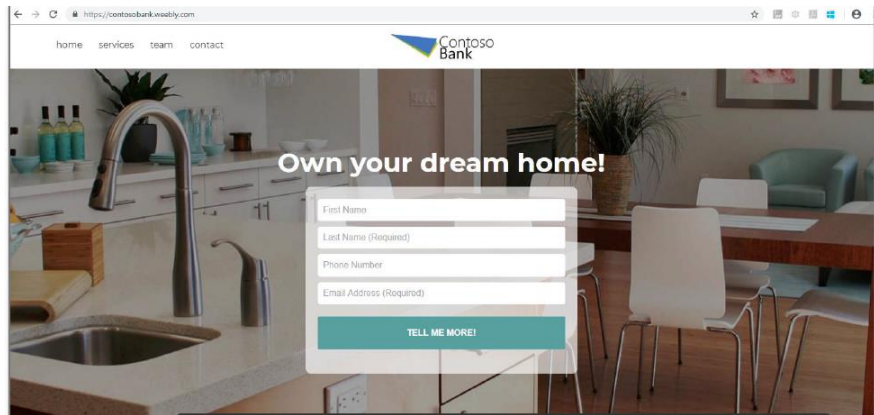 https://contosobank.weebly.com
home services team contact
Contoso
Bank
Own your dream home!
First Name
Last Name (Required)
Phone Number
Email Address (Required)
TELL ME MORE!